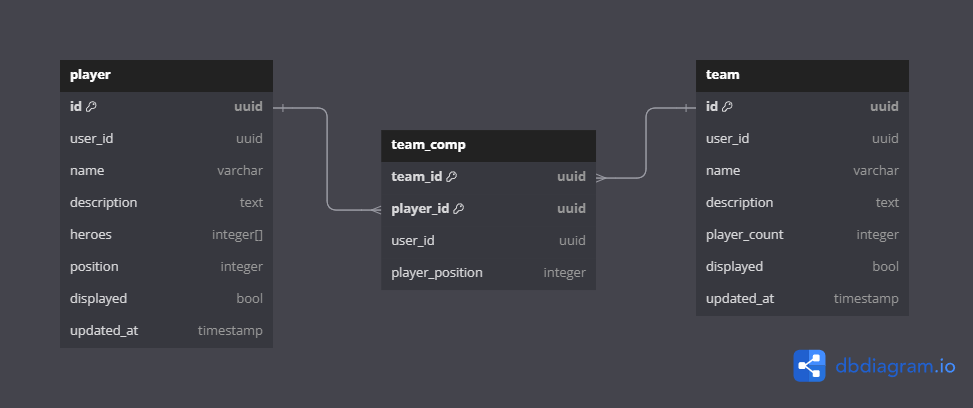 player
id uuid
user_id uuid
name varchar
description text
heroes integer[]
position integer
displayed bool
updated_at timestamp
team_comp
team_id uuid
player_id uuid
user_id uuid
player_position integer
team
id uuid
user_id uuid
name varchar
description text
player_count integer
displayed bool
updated_at timestamp
dbdiagram.io